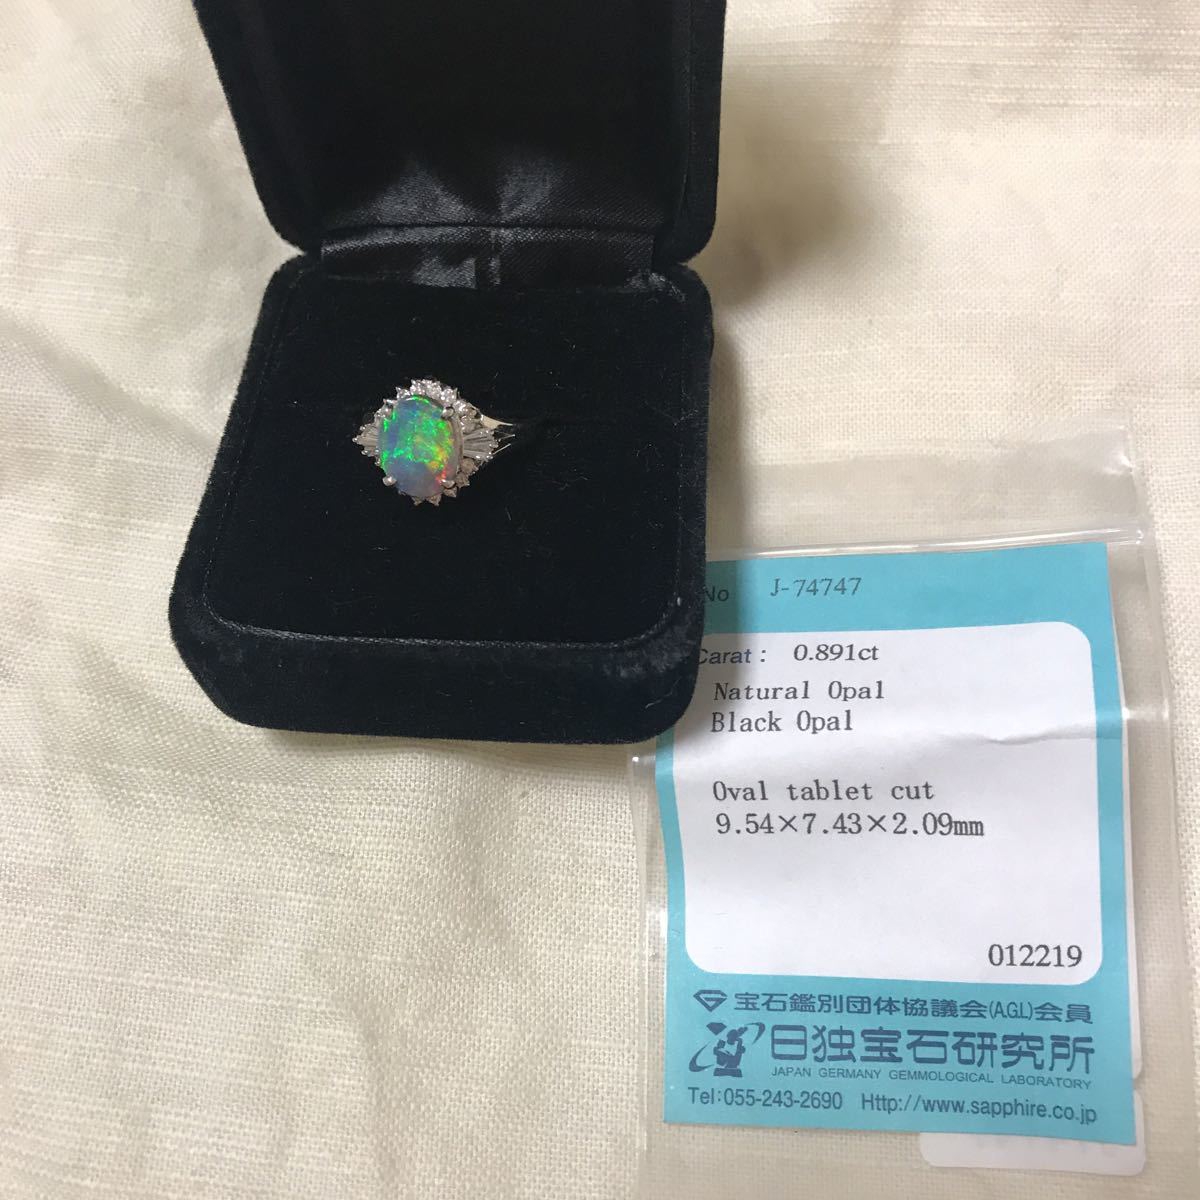 No J-74747
Carat : 0.891ct
Natural Opal
Black Opal
Oval tablet cut
9.54×7.43×2.09mm
012219
宝石鑑別団体協議会(A.G.L)会員
日独宝石研究所
JAPAN GERMANY GEMMOLOGICAL LABORATORY
Tel:055-243-2690 Http://www.sapphire.co.jp